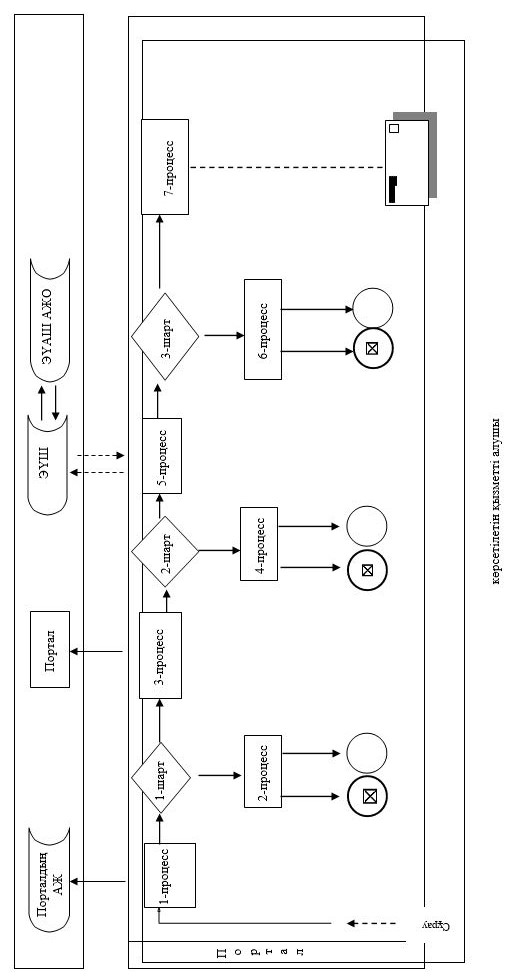 Порталдың
АЖ
Портал
ЭҮШ
ЭҮАШ АЖО
1-процесс
1-шарт
3-процесс
2-шарт
5-процесс
3-шарт
7-процесс
2-процесс
4-процесс
6-процесс
Портал
Сұрау
көрсетілетін қызметті алушы